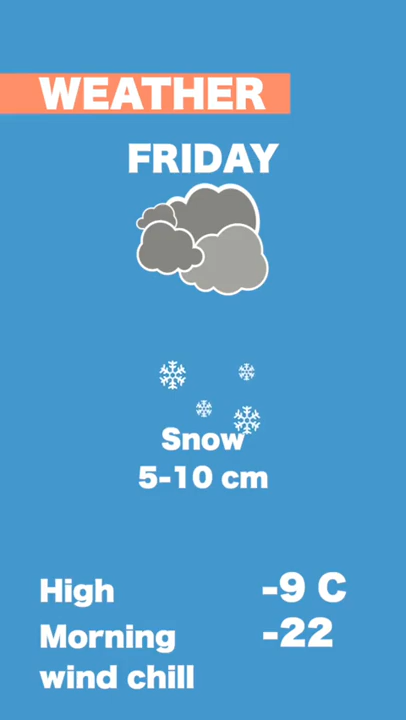 WEATHER
FRIDAY
Snow
5-10 cm
High -9 C
Morning -22
wind chill